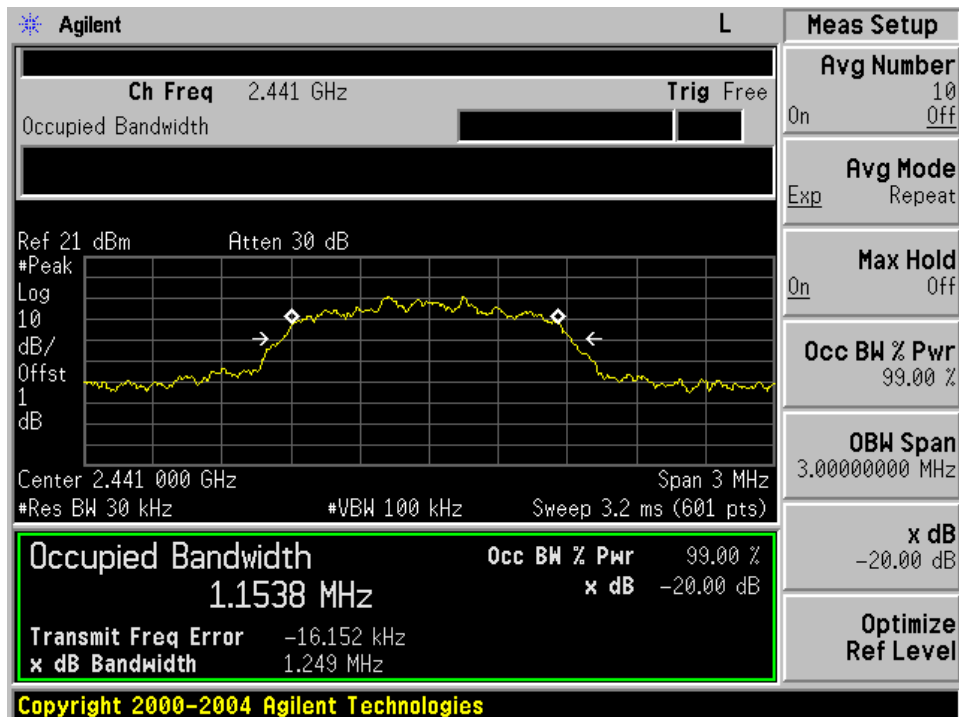 Agilent L
Ch Freq 2.441 GHz Trig Free
Occupied Bandwidth
Ref 21 dBm Atten 30 dB
#Peak
Log
10
dB/
Offst
1
dB
Center 2.441 000 GHz Span 3 MHz
#Res BW 30 kHz #VBW 100 kHz Sweep 3.2 ms (601 pts)
Occupied Bandwidth Occ BW % Pwr 99.00 %
1.1538 MHz x dB -20.00 dB
Transmit Freq Error -16.152 kHz
x dB Bandwidth 1.249 MHz
Copyright 2000-2004 Agilent Technologies
Meas Setup
Avg Number
10
On Off
Avg Mode
Exp Repeat
Max Hold
On Off
Occ BW % Pwr
99.00 %
OBW Span
3.00000000 MHz
x dB
-20.00 dB
Optimize
Ref Level